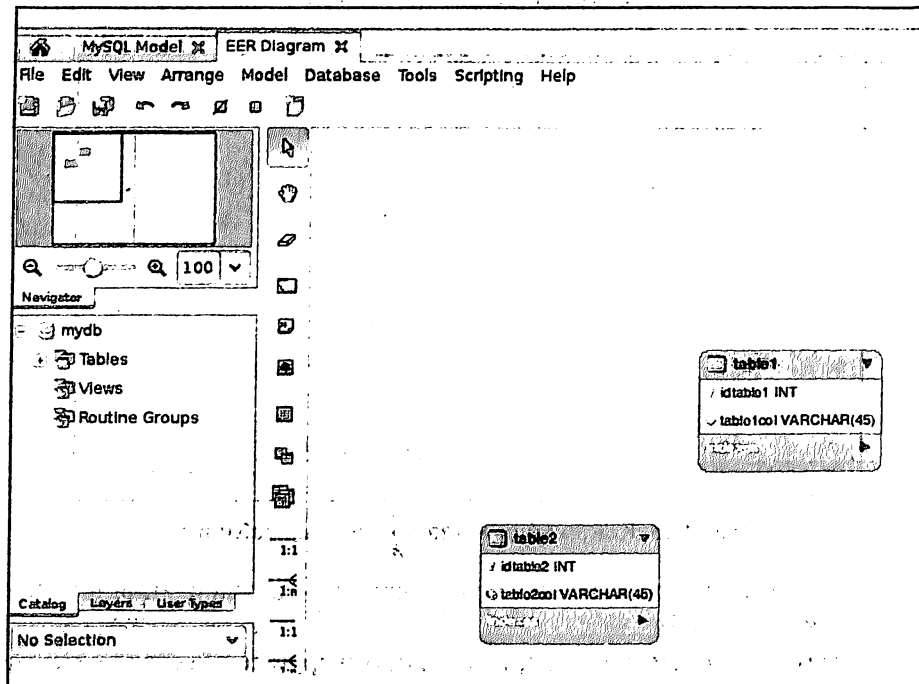 MySQL Model
EER Diagram
File Edit View Arrange Model Database Tools Scripting Help
100
Navigator
mydb
Tables
Views
Routine Groups
Catalog Layers User Types
No Selection
1:1
1:n
1:1
table1
idtable1 INT
table1col VARCHAR(45)
table2
idtable2 INT
table2col VARCHAR(45)